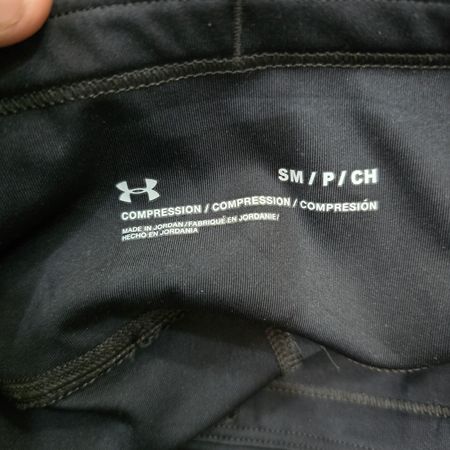 SM / P / CH
COMPRESSION / COMPRESSION / COMPRESIÓN
MADE IN JORDAN / FABRIQUÉ EN JORDANIE /
HECHO EN JORDANIA